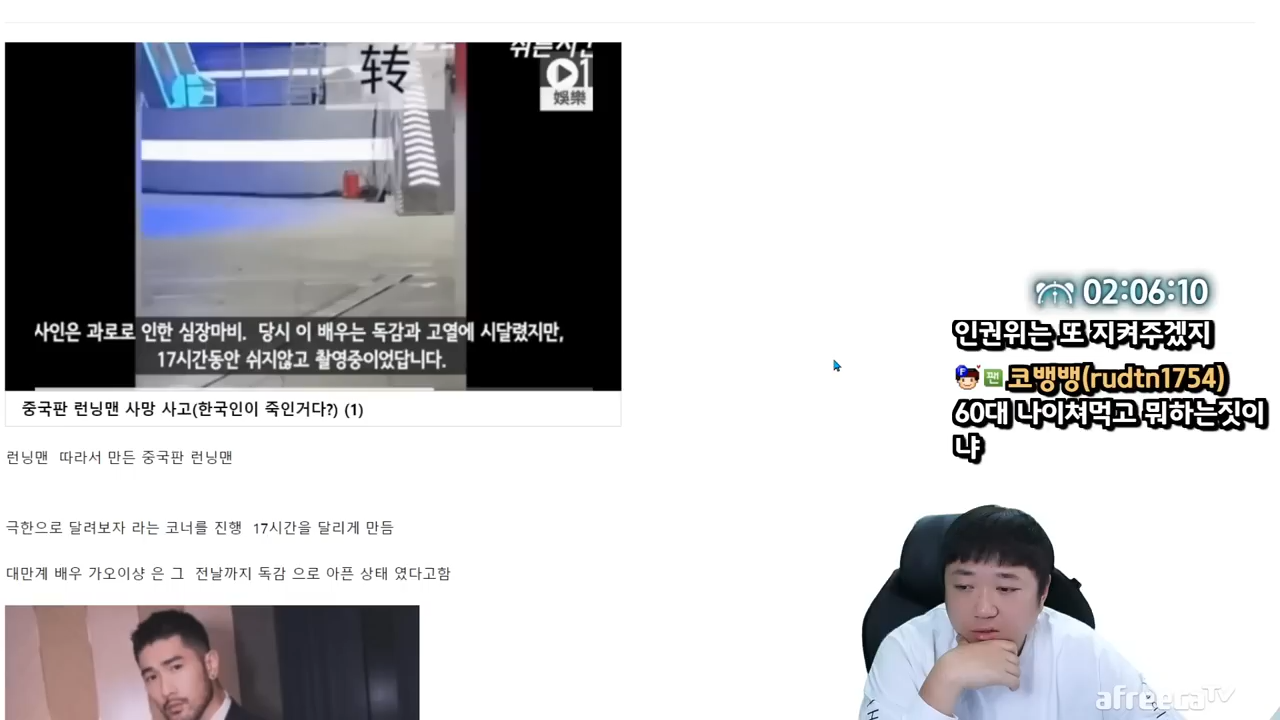 转
쉬는시간
1
娛樂
사인은 과로로 인한 심장마비. 당시 이 배우는 독감과 고열에 시달렸지만,
17시간동안 쉬지않고 촬영중이었답니다.
중국판 런닝맨 사망 사고(한국인이 죽인거다?) (1)
런닝맨 따라서 만든 중국판 런닝맨
극한으로 달려보자 라는 코너를 진행 17시간을 달리게 만듬
대만계 배우 가오이샹 은 그 전날까지 독감 으로 아픈 상태 였다고함
02:06:10
인권위는 또 지켜주겠지
F 팬 코뱅뱅(rudtn1754)
60대 나이쳐먹고 뭐하는짓이
냐
afreecaTV